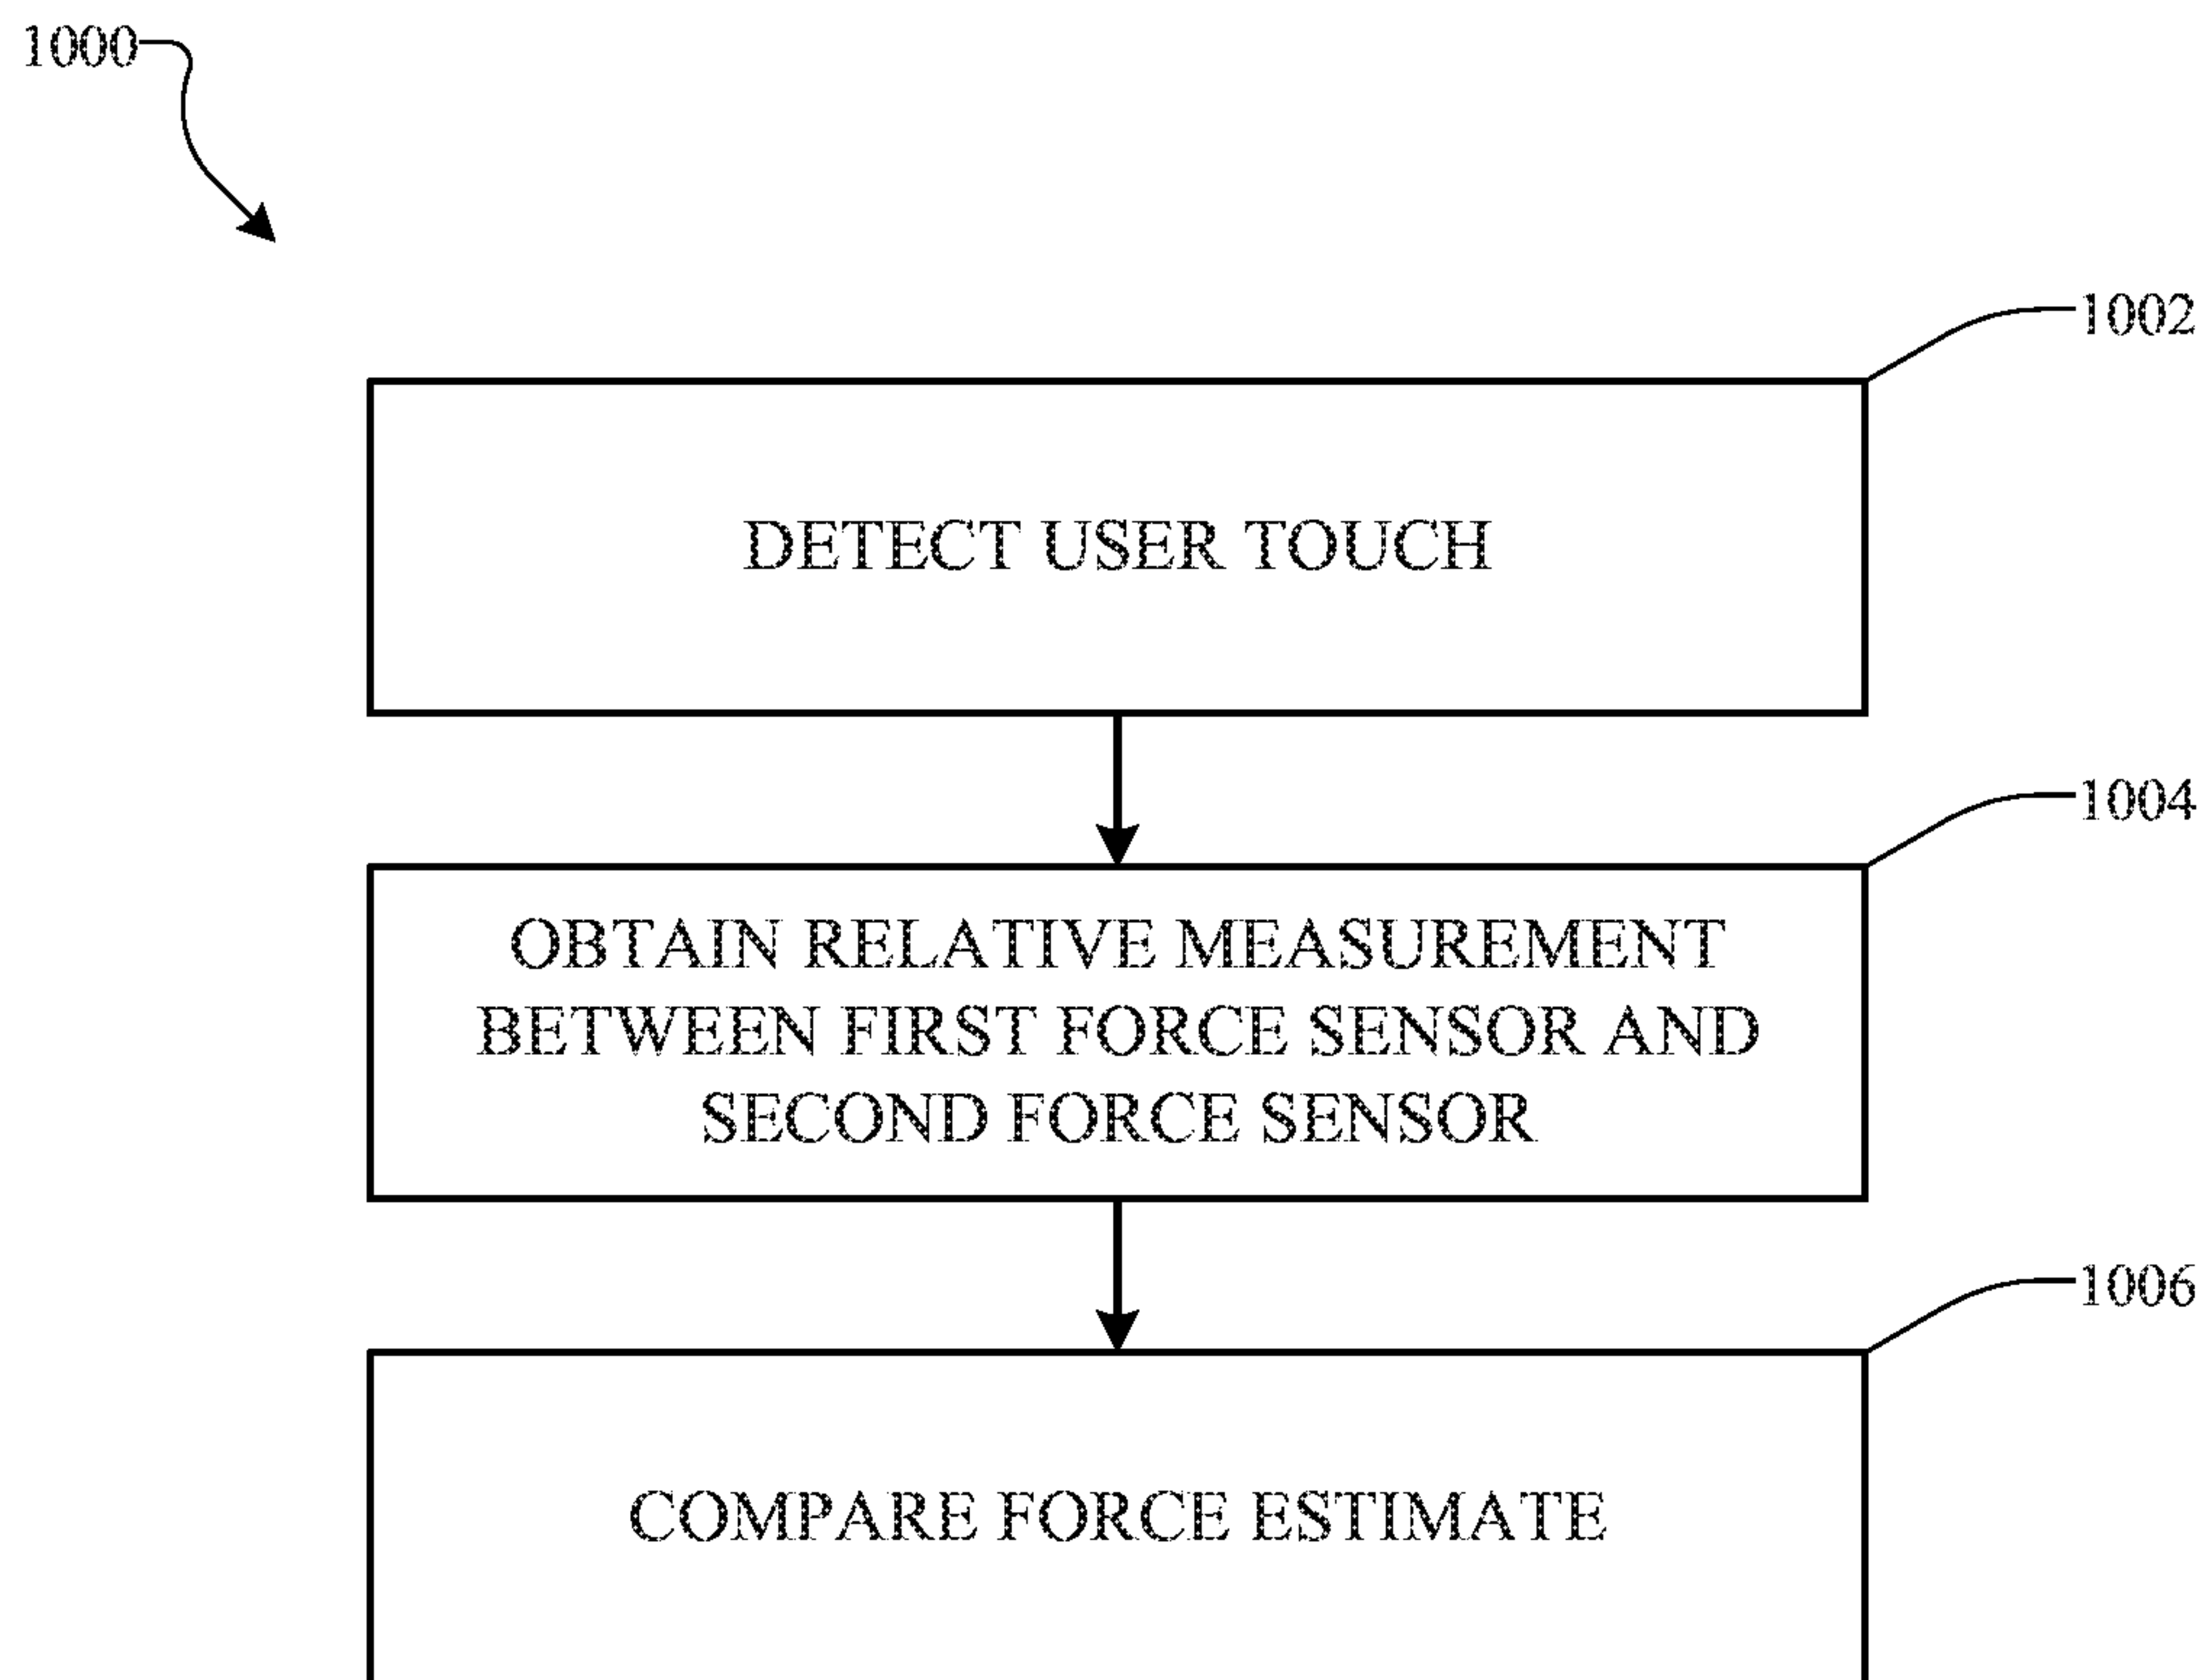 1000
1002
DETECT USER TOUCH
1004
OBTAIN RELATIVE MEASUREMENT
BETWEEN FIRST FORCE SENSOR AND
SECOND FORCE SENSOR
1006
COMPARE FORCE ESTIMATE